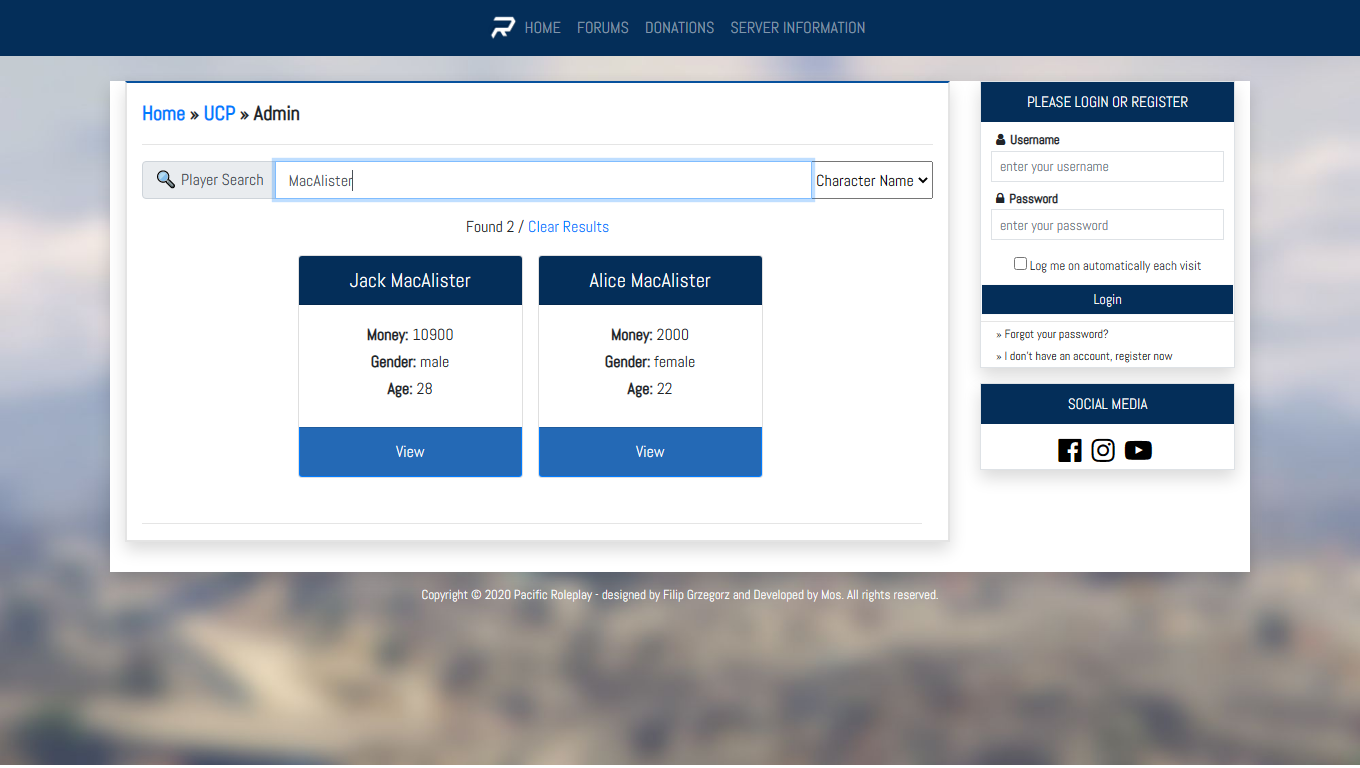 HOME FORUMS DONATIONS SERVER INFORMATION
Home » UCP » Admin
Player Search MacAlister Character Name
Found 2 / Clear Results
Jack MacAlister
Money: 10900
Gender: male
Age: 28
View
Alice MacAlister
Money: 2000
Gender: female
Age: 22
View
PLEASE LOGIN OR REGISTER
Username
enter your username
Password
enter your password
Log me on automatically each visit
Login
» Forgot your password?
» I don't have an account, register now
SOCIAL MEDIA
Copyright © 2020 Pacific Roleplay - designed by Filip Grzegorz and Developed by Mos. All rights reserved.